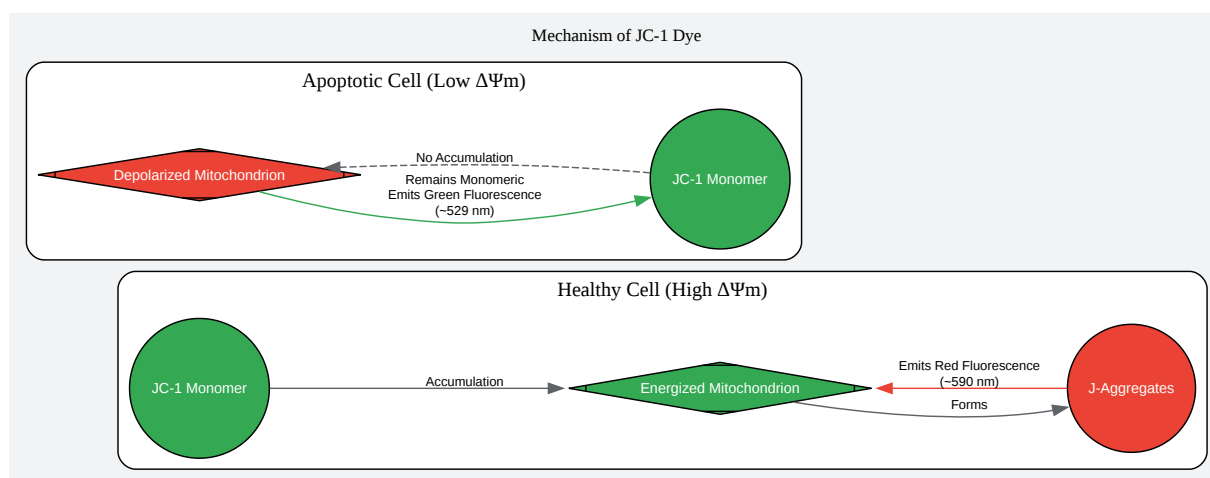 Mechanism of JC-1 Dye
Apoptotic Cell (Low ΔΨm)
Depolarized Mitochondrion
No Accumulation
Remains Monomeric
Emits Green Fluorescence
(~529 nm)
JC-1 Monomer
Healthy Cell (High ΔΨm)
JC-1 Monomer
Accumulation
Energized Mitochondrion
Emits Red Fluorescence
(~590 nm)
Forms
J-Aggregates